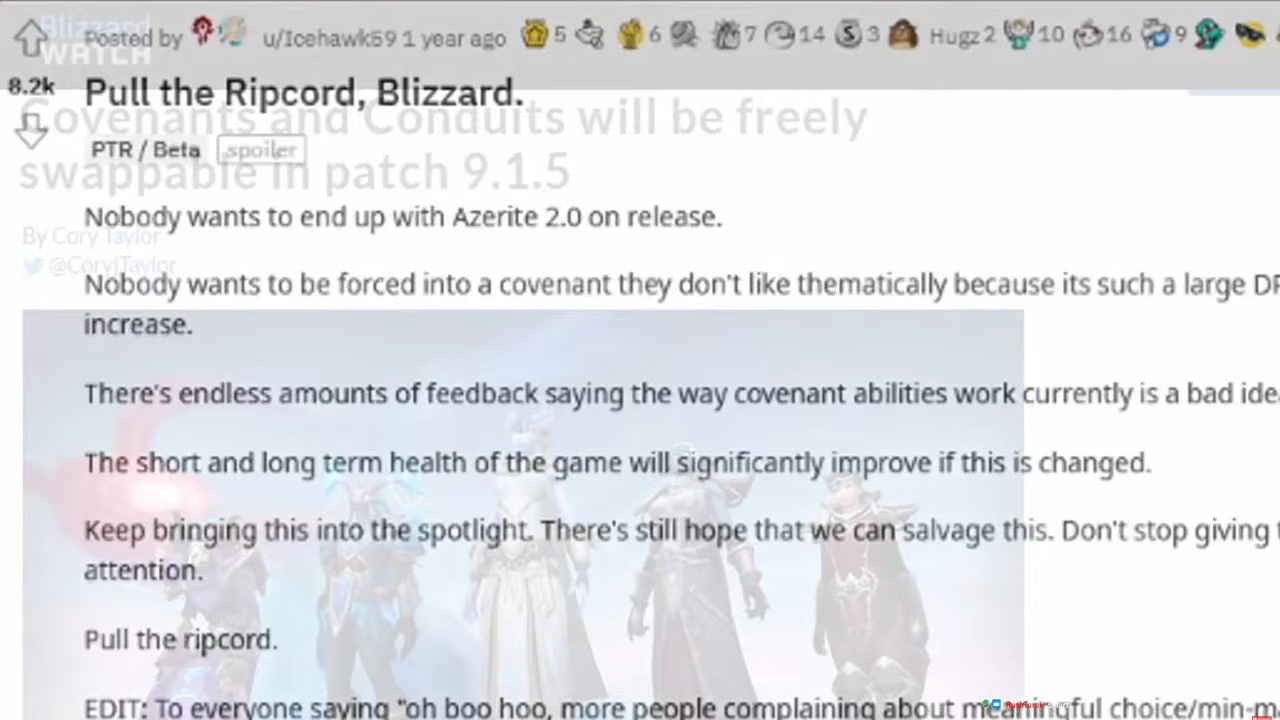 Blizzard
WATCH
Posted by u/Icehawk59 1 year ago 5 6 7 14 3 Hugz 2 10 16 9
8.2k
Pull the Ripcord, Blizzard.
Covenants and Conduits will be freely
PTR / Beta spoiler
swappable in patch 9.1.5
Nobody wants to end up with Azerite 2.0 on release.
By Cory Taylor
@CoryJTaylor
Nobody wants to be forced into a covenant they don't like thematically because its such a large
increase.
There's endless amounts of feedback saying the way covenant abilities work currently is a bad
The short and long term health of the game will significantly improve if this is changed.
Keep bringing this into the spotlight. There's still hope that we can salvage this. Don't stop giving
attention.
Pull the ripcord.
EDIT: To everyone saying "oh boo hoo, more people complaining about meaningful choice/min-m